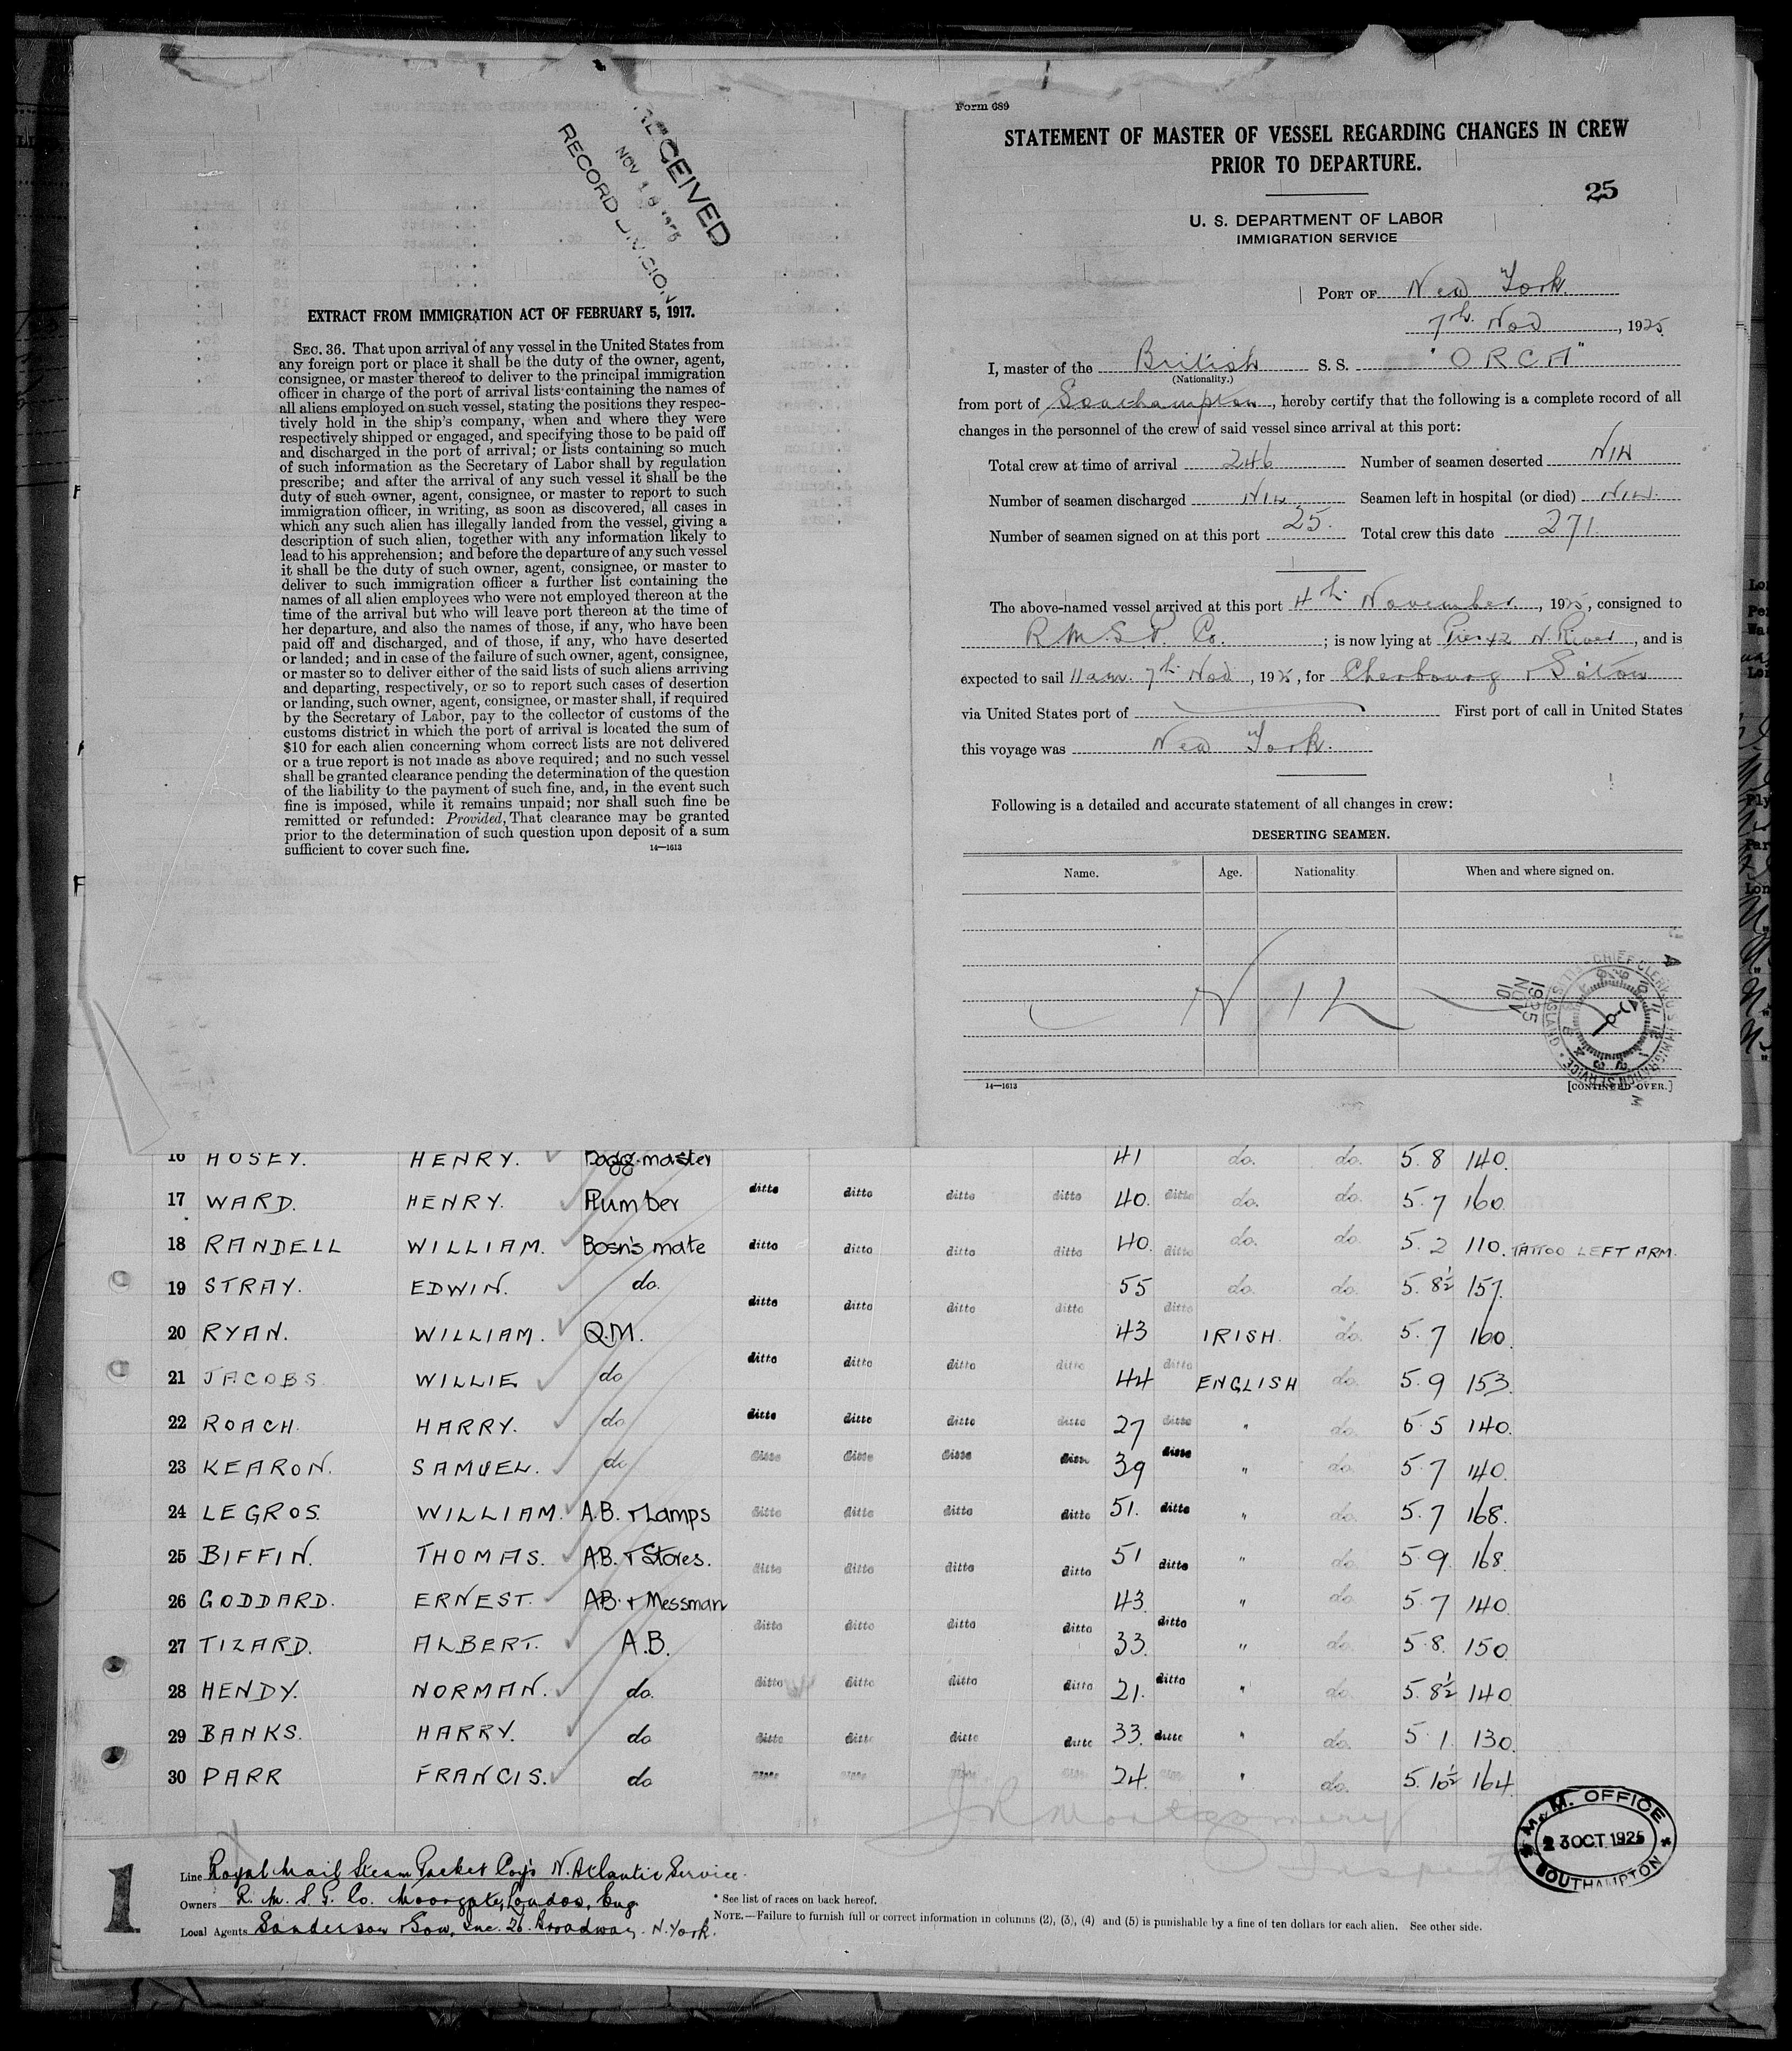 RECEIVED
NOV 18 1925
RECORD DIVISION
EXTRACT FROM IMMIGRATION ACT OF FEBRUARY 5, 1917.
SEC. 36. That upon arrival of any vessel in the United States from
any foreign port or place it shall be the duty of the owner, agent,
consignee, or master thereof to deliver to the principal immigration
officer in charge of the port of arrival lists containing the names of
all aliens employed on such vessel, stating the positions they respec-
tively hold in the ship's company, when and where they were
respectively shipped or engaged, and specifying those to be paid off
and discharged in the port of arrival; or lists containing so much
of such information as the Secretary of Labor shall by regulation
prescribe; and after the arrival of any such vessel it shall be the
duty of such owner, agent, consignee, or master to report to such
immigration officer, in writing, as soon as discovered, all cases in
which any such alien has illegally landed from the vessel, giving a
description of such alien, together with any information likely to
lead to his apprehension; and before the departure of any such vessel
it shall be the duty of such owner, agent, consignee, or master to
deliver to such immigration officer a further list containing the
names of all alien employees who were not employed thereon at the
time of the arrival but who will leave port thereon at the time of
her departure, and also the names of those, if any, who have been
paid off and discharged, and of those, if any, who have deserted
or landed; and in case of the failure of such owner, agent, consignee,
or master so to deliver either of the said lists of such aliens arriving
and departing, respectively, or so to report such cases of desertion
or landing, such owner, agent, consignee, or master shall, if required
by the Secretary of Labor, pay to the collector of customs of the
customs district in which the port of arrival is located the sum of
$10 for each alien concerning whom correct lists are not delivered
or a true report is not made as above required; and no such vessel
shall be granted clearance pending the determination of the question
of the liability to the payment of such fine, and, in the event such
fine is imposed, while it remains unpaid; nor shall such fine be
remitted or refunded: Provided, That clearance may be granted
prior to the determination of such question upon deposit of a sum
sufficient to cover such fine.
14—1613
Form 689
STATEMENT OF MASTER OF VESSEL REGARDING CHANGES IN CREW
PRIOR TO DEPARTURE.
25
U. S. DEPARTMENT OF LABOR
IMMIGRATION SERVICE
PORT OF New York.
7th. Nov, 1925
I, master of the British S. S. "ORCA"
(Nationality.)
from port of Southampton, hereby certify that the following is a complete record of all
changes in the personnel of the crew of said vessel since arrival at this port:
Total crew at time of arrival 246 Number of seamen deserted NIL
Number of seamen discharged NIL Seamen left in hospital (or died) NIL.
Number of seamen signed on at this port 25. Total crew this date 271.
The above-named vessel arrived at this port 4th. November, 1925, consigned to
R.M.S.P. Co.; is now lying at Pier 42 N. River, and is
expected to sail 11 am. 7th. Nov, 1925, for Cherbourg & S'oton
via United States port of First port of call in United States
this voyage was New York.
Following is a detailed and accurate statement of all changes in crew:
DESERTING SEAMEN.
Name. Age. Nationality When and where signed on.
NIL
1925 NOV 10
14—1613
[CONTINUED OVER.]
16 HOSEY. HENRY. Bagg. master 41 do. do. 5.8 140.
17 WARD. HENRY. Plumber ditto ditto ditto ditto 40. ditto do. do. 5.7 160.
18 RANDELL WILLIAM. Bosn's mate ditto ditto ditto ditto 40. ditto do. do. 5.2 110. TATTOO LEFT ARM.
19 STRAY. EDWIN. do. ditto ditto ditto ditto 55 ditto do. do. 5.8½ 157.
20 RYAN. WILLIAM. Q.M. 43 IRISH. do. 5.7 160.
21 JACOBS WILLIE do ditto ditto ditto ditto 44 ditto ENGLISH do. 5.9 153.
22 ROACH. HARRY. do ditto ditto ditto ditto 27 ditto " do. 5.5 140.
23 KEARON. SAMUEL. do ditto ditto ditto ditto 39 ditto " do. 5.7 140.
24 LEGROS. WILLIAM. A.B. & Lamps ditto ditto ditto ditto 51. ditto " do. 5.7 168.
25 BIFFIN. THOMAS. AB. & Stores. ditto ditto ditto ditto 51 ditto " do. 5.9. 168.
26 GODDARD. ERNEST. AB. & Messman 43. " do. 5.7 140.
27 TIZARD. ALBERT. A.B. ditto ditto ditto ditto 33. ditto " do. 5.8. 150.
28 HENDY. NORMAN. do. ditto ditto ditto ditto 21. ditto " do. 5.8½ 140.
29 BANKS. HARRY. do ditto ditto ditto ditto 33. ditto " do. 5.1. 130.
30 PARR FRANCIS. do ditto ditto ditto ditto 24. ditto " do. 5.10½ 164.
J R Montgomery
Inspector
M. M. OFFICE
23 OCT. 1925
SOUTHAMPTON
1
Line Royal Mail Steam Packet Coy's N. Atlantic Service.
Owners R. M. S. P. Co. Moorgate, London, Eng.
Local Agents Sanderson & Son, Inc. 26 Broadway. N. York.
* See list of races on back hereof.
NOTE.—Failure to furnish full or correct information in columns (2), (3), (4) and (5) is punishable by a fine of ten dollars for each alien. See other side.